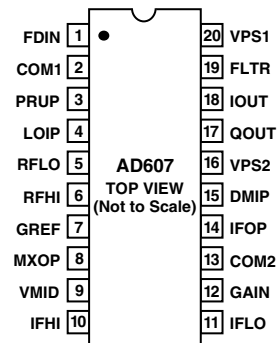 FDIN 1 20 VPS1
COM1 2 19 FLTR
PRUP 3 18 IOUT
LOIP 4 17 QOUT
RFLO 5 AD607 16 VPS2
RFHI 6 TOP VIEW 15 DMIP
(Not to Scale)
GREF 7 14 IFOP
MXOP 8 13 COM2
VMID 9 12 GAIN
IFHI 10 11 IFLO